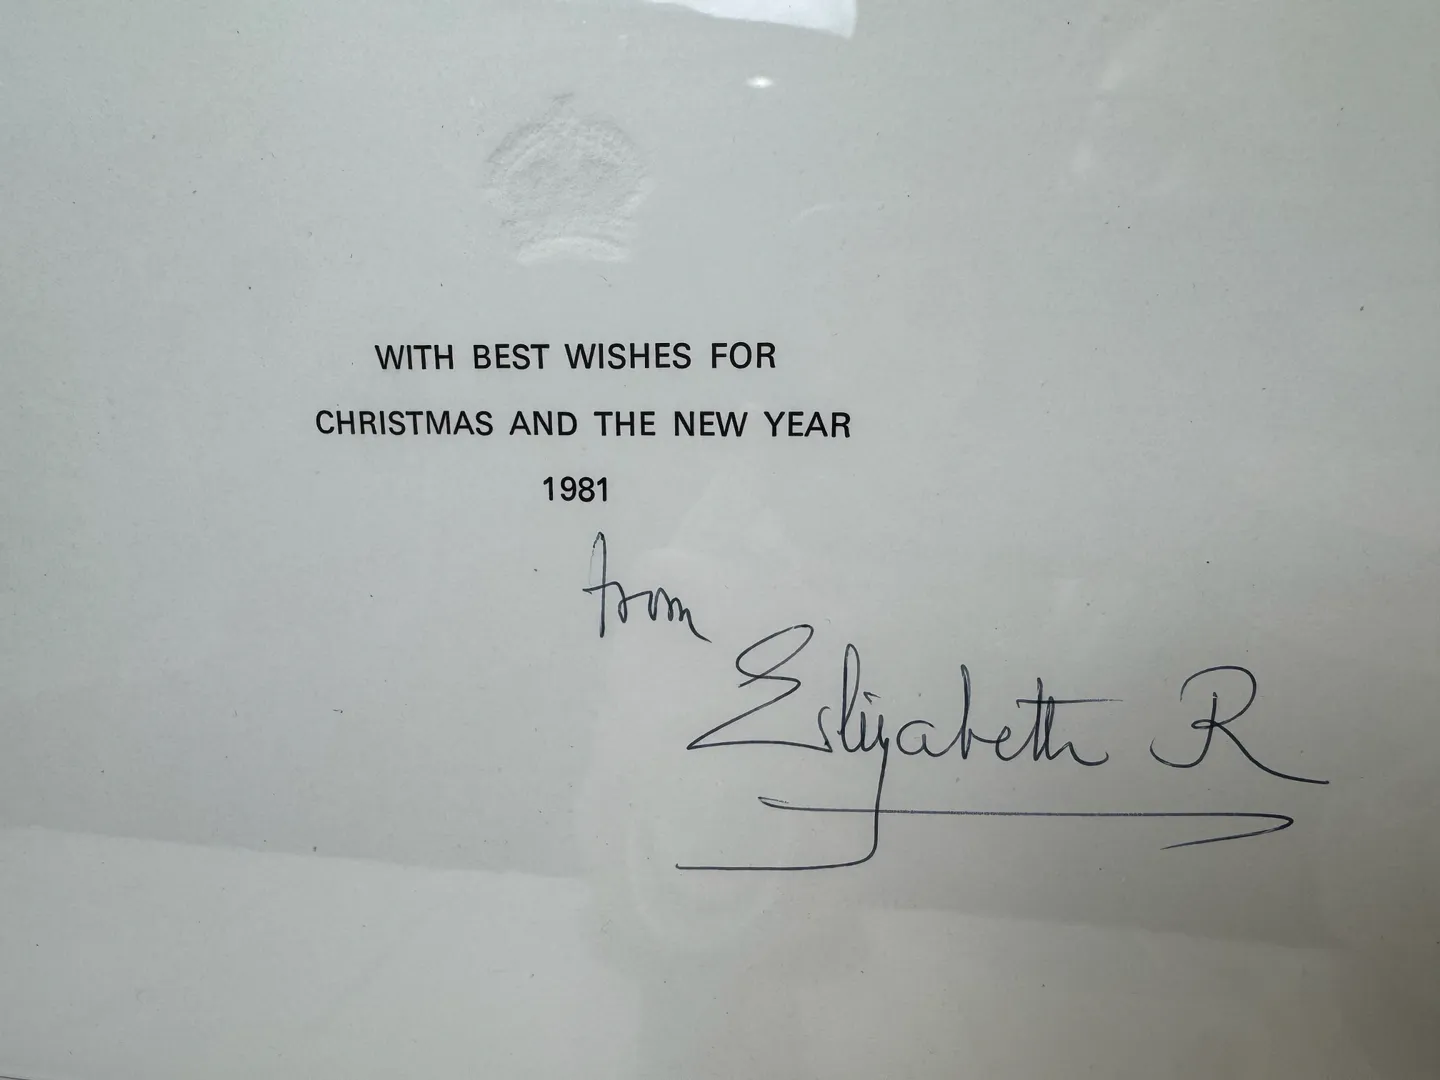 WITH BEST WISHES FOR
CHRISTMAS AND THE NEW YEAR
1981
from
Elizabeth R